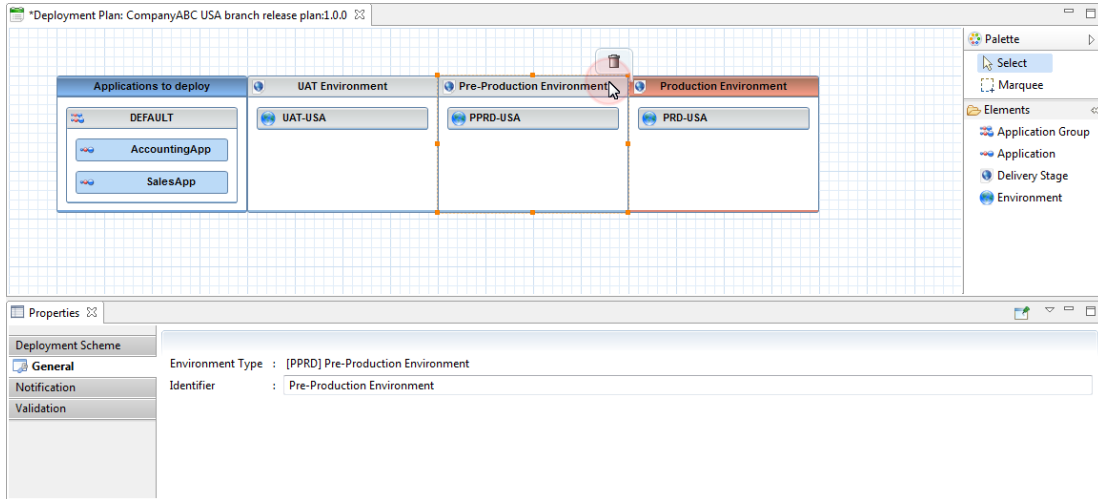 *Deployment Plan: CompanyABC USA branch release plan:1.0.0
Palette
Select
Marquee
Elements
Application Group
Application
Delivery Stage
Environment
Applications to deploy
UAT Environment
Pre-Production Environment
Production Environment
DEFAULT
UAT-USA
PPRD-USA
PRD-USA
AccountingApp
SalesApp
Properties
Deployment Scheme
General
Notification
Validation
Environment Type : [PPRD] Pre-Production Environment
Identifier : Pre-Production Environment